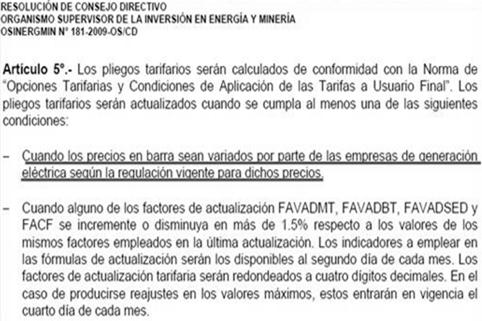 RESOLUCIÓN DE CONSEJO DIRECTIVO
ORGANISMO SUPERVISOR DE LA INVERSIÓN EN ENERGÍA Y MINERÍA
OSINERGMIN N° 181-2009-OS/CD
Artículo 5°.- Los pliegos tarifarios serán calculados de conformidad con la Norma de
"Opciones Tarifarias y Condiciones de Aplicación de las Tarifas a Usuario Final". Los
pliegos tarifarios serán actualizados cuando se cumpla al menos una de las siguientes
condiciones:
– Cuando los precios en barra sean variados por parte de las empresas de generación
eléctrica según la regulación vigente para dichos precios.
– Cuando alguno de los factores de actualización FAVADMT, FAVADBT, FAVADSED y
FACF se incremente o disminuya en más de 1.5% respecto a los valores de los
mismos factores empleados en la última actualización. Los indicadores a emplear en
las fórmulas de actualización serán los disponibles al segundo día de cada mes. Los
factores de actualización tarifaria serán redondeados a cuatro dígitos decimales. En el
caso de producirse reajustes en los valores máximos, estos entrarán en vigencia el
cuarto día de cada mes.